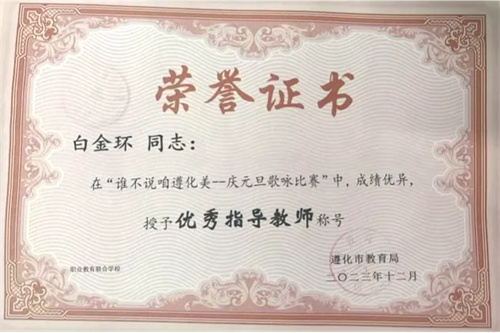 荣誉证书
白金环 同志：
在“谁不说咱遵化美--庆元旦歌咏比赛”中，成绩优异，
授予优秀指导教师称号
职业教育联合学校
遵化市教育局
二〇二三年十二月